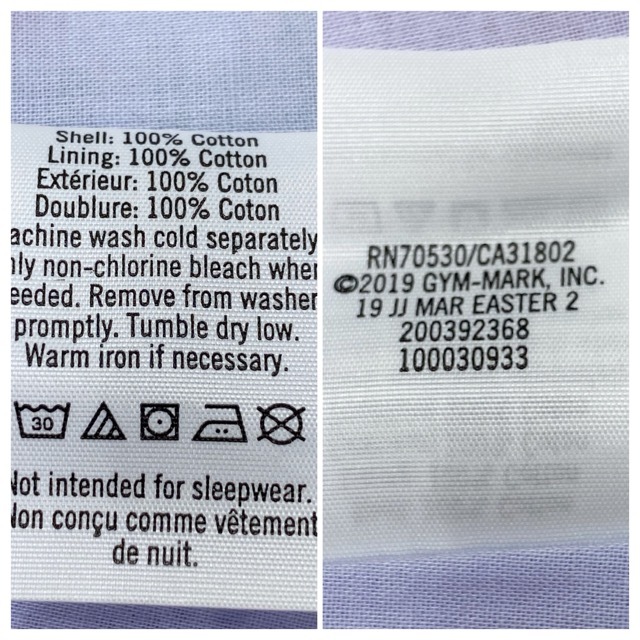 Shell: 100% Cotton
Lining: 100% Cotton
Extérieur: 100% Coton
Doublure: 100% Coton
achine wash cold separately
nly non-chlorine bleach when
eeded. Remove from washer
promptly. Tumble dry low.
Warm iron if necessary.
30
Not intended for sleepwear.
Non conçu comme vêtement
de nuit.
RN70530/CA31802
©2019 GYM-MARK, INC.
19 JJ MAR EASTER 2
200392368
100030933